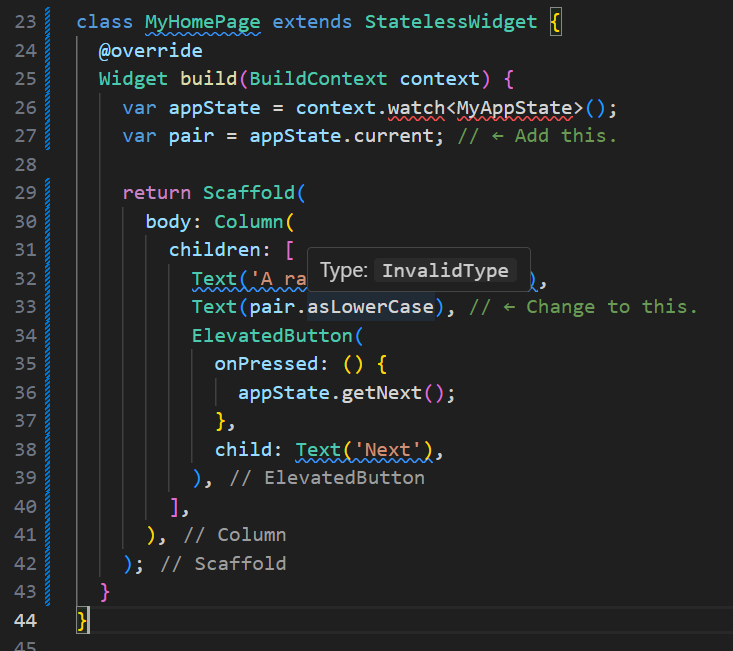 23 class MyHomePage extends StatelessWidget {
24 @override
25 Widget build(BuildContext context) {
26 var appState = context.watch<MyAppState>();
27 var pair = appState.current; // ← Add this.
28
29 return Scaffold(
30 body: Column(
31 children: [
Type: InvalidType
32 Text('A ra ),
33 Text(pair.asLowerCase), // ← Change to this.
34 ElevatedButton(
35 onPressed: () {
36 appState.getNext();
37 },
38 child: Text('Next'),
39 ), // ElevatedButton
40 ],
41 ), // Column
42 ); // Scaffold
43 }
44 }
45